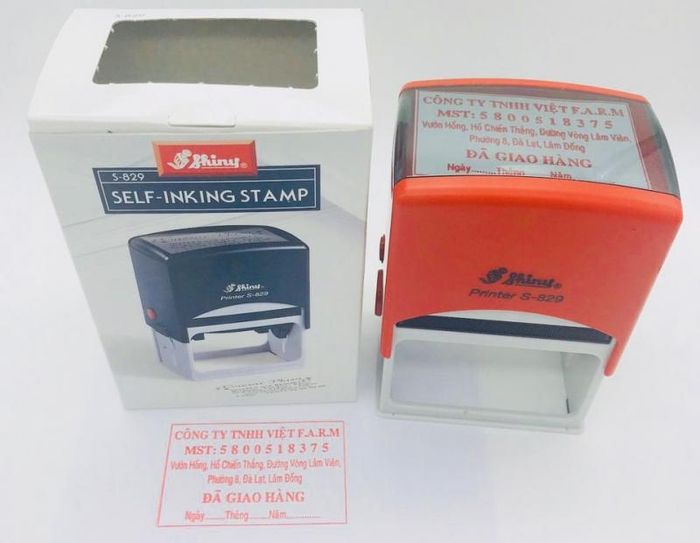 S-829
Shiny
S-829
SELF-INKING STAMP
CÔNG TY TNHH VIỆT F.A.R.M
MST: 5800518375
Vườn Hồng, Hồ Chiến Thắng, Đường Vòng Lâm Viên,
Phường 8, Đà Lạt, Lâm Đồng
ĐÃ GIAO HÀNG
Ngày.........Tháng......Năm...........
Shiny
Printer S-829
Shiny
Printer S-829
CÔNG TY TNHH VIỆT F.A.R.M
MST: 5800518375
Vườn Hồng, Hồ Chiến Thắng, Đường Vòng Lâm Viên,
Phường 8, Đà Lạt, Lâm Đồng
ĐÃ GIAO HÀNG
Ngày.........Tháng.........Năm...............